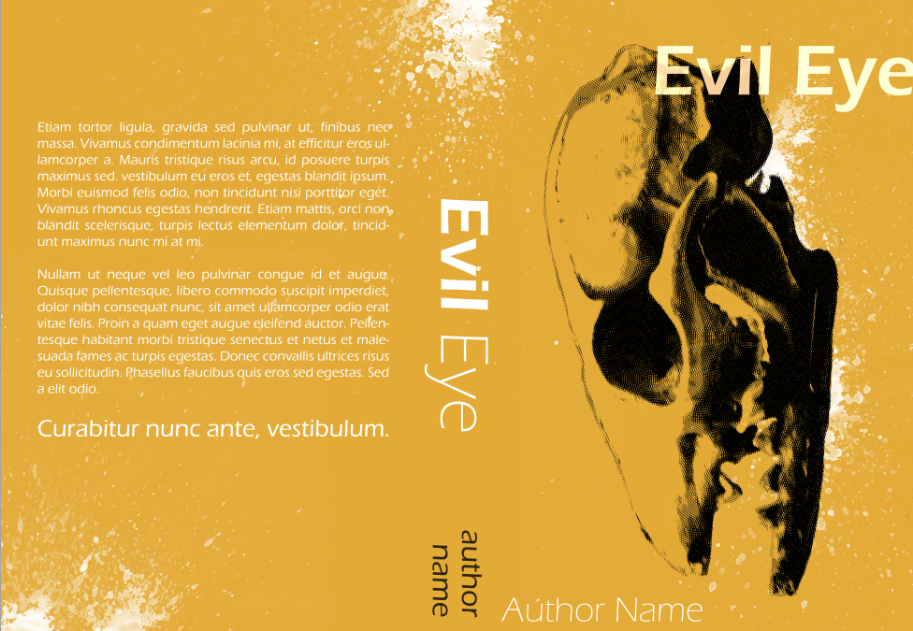 Etiam tortor ligula, gravida sed pulvinar ut, finibus nec
massa. Vivamus condimentum lacinia mi, at efficitur eros ul-
lamcorper a. Mauris tristique risus arcu, id posuere turpis
maximus sed. vestibulum eu eros et, egestas blandit ipsum.
Morbi euismod felis odio, non tincidunt nisi porttitor eget.
Vivamus rhoncus egestas hendrerit. Etiam mattis, orci non
blandit scelerisque, turpis lectus elementum dolor, tincid-
unt maximus nunc mi at mi.
Nullam ut neque vel leo pulvinar congue id et augue.
Quisque pellentesque, libero commodo suscipit imperdiet,
dolor nibh consequat nunc, sit amet ullamcorper odio erat
vitae felis. Proin a quam eget augue eleifend auctor. Pellen-
tesque habitant morbi tristique senectus et netus et male-
suada fames ac turpis egestas. Donec convallis ultrices risus
eu sollicitudin. Phasellus faucibus quis eros sed egestas. Sed
a elit odio.
Curabitur nunc ante, vestibulum.
Evil Eye
author
name
Evil Eye
Author Name